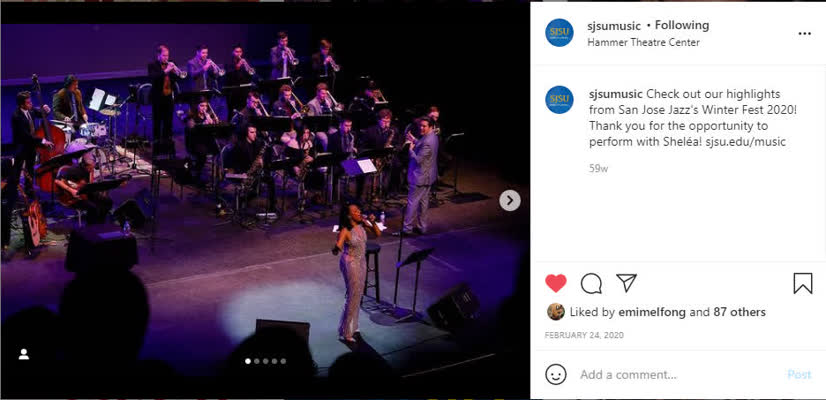 sjsumusic • Following
Hammer Theatre Center
SJSU
sjsumusic Check out our highlights
from San Jose Jazz's Winter Fest 2020!
Thank you for the opportunity to
perform with Sheléa! sjsu.edu/music
59w
Liked by emimelfong and 87 others
FEBRUARY 24, 2020
Add a comment...
Post